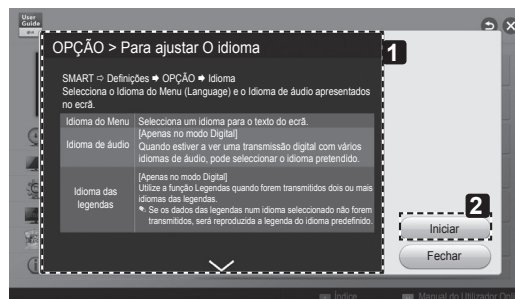 User
Guide
OPÇÃO > Para ajustar O idioma
1
SMART ⇨ Definições ➡ OPÇÃO ➡ Idioma
Selecciona o Idioma do Menu (Language) e o Idioma de áudio apresentados
no ecrã.
Idioma do Menu Selecciona um idioma para o texto do ecrã.
Idioma de áudio
[Apenas no modo Digital]
Quando estiver a ver uma transmissão digital com vários
idiomas de áudio, pode seleccionar o idioma pretendido.
Idioma das
legendas
[Apenas no modo Digital]
Utilize a função Legendas quando forem transmitidos dois ou mais
idiomas das legendas.
Se os dados das legendas num idioma seleccionado não forem
transmitidos, será reproduzida a legenda do idioma predefinido.
2
Iniciar
Fechar
Índice
Manual do Utilizador Onl